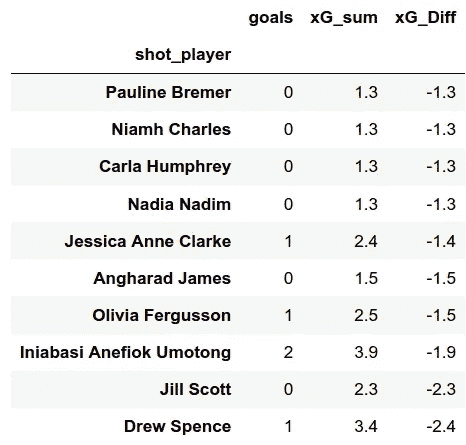 goals xG_sum xG_Diff
shot_player
Pauline Bremer 0 1.3 -1.3
Niamh Charles 0 1.3 -1.3
Carla Humphrey 0 1.3 -1.3
Nadia Nadim 0 1.3 -1.3
Jessica Anne Clarke 1 2.4 -1.4
Angharad James 0 1.5 -1.5
Olivia Fergusson 1 2.5 -1.5
Iniabasi Anefiok Umotong 2 3.9 -1.9
Jill Scott 0 2.3 -2.3
Drew Spence 1 3.4 -2.4